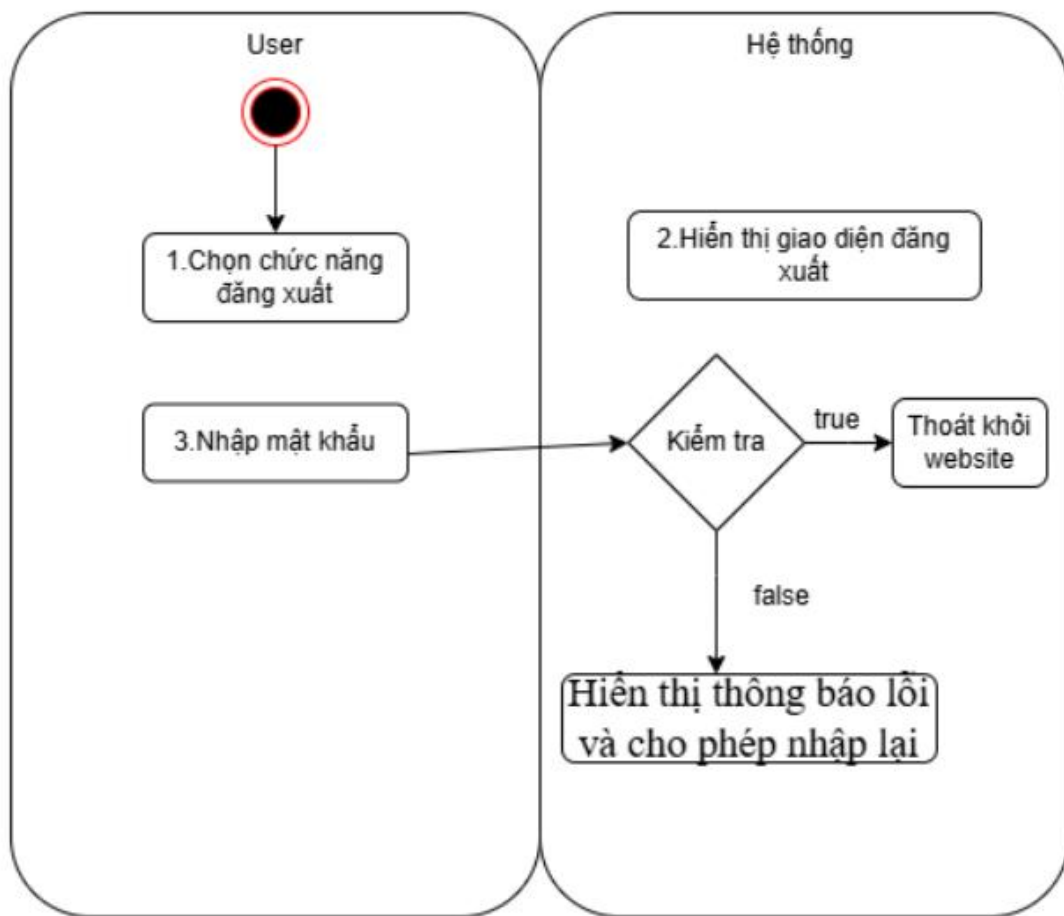 User
Hệ thống
1.Chọn chức năng
đăng xuất
2.Hiển thị giao diện đăng
xuất
3.Nhập mật khẩu
Kiểm tra
true
Thoát khỏi
website
false
Hiển thị thông báo lỗi
và cho phép nhập lại